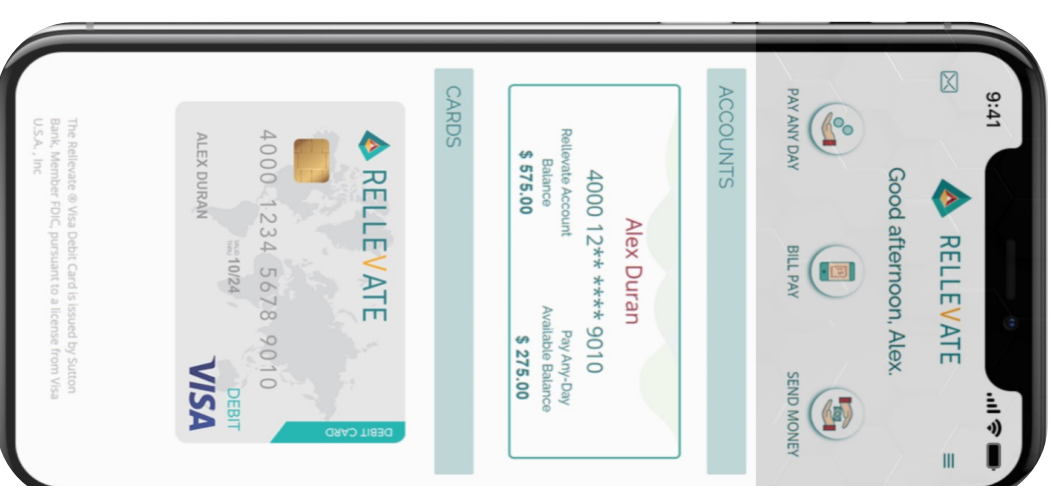 9:41
RELLEVATE
Good afternoon, Alex.
PAY ANY DAY
BILL PAY
SEND MONEY
ACCOUNTS
Alex Duran
4000 12** **** 9010
Rellevate Account
Balance
$ 575.00
Pay Any-Day
Available Balance
$ 275.00
CARDS
DEBIT CARD
RELLEVATE
4000 1234 5678 9010
VALID
THRU 10/24
DEBIT
ALEX DURAN
VISA
The Rellevate ® Visa Debit Card is issued by Sutton
Bank, Member FDIC, pursuant to a license from Visa
U.S.A. , Inc